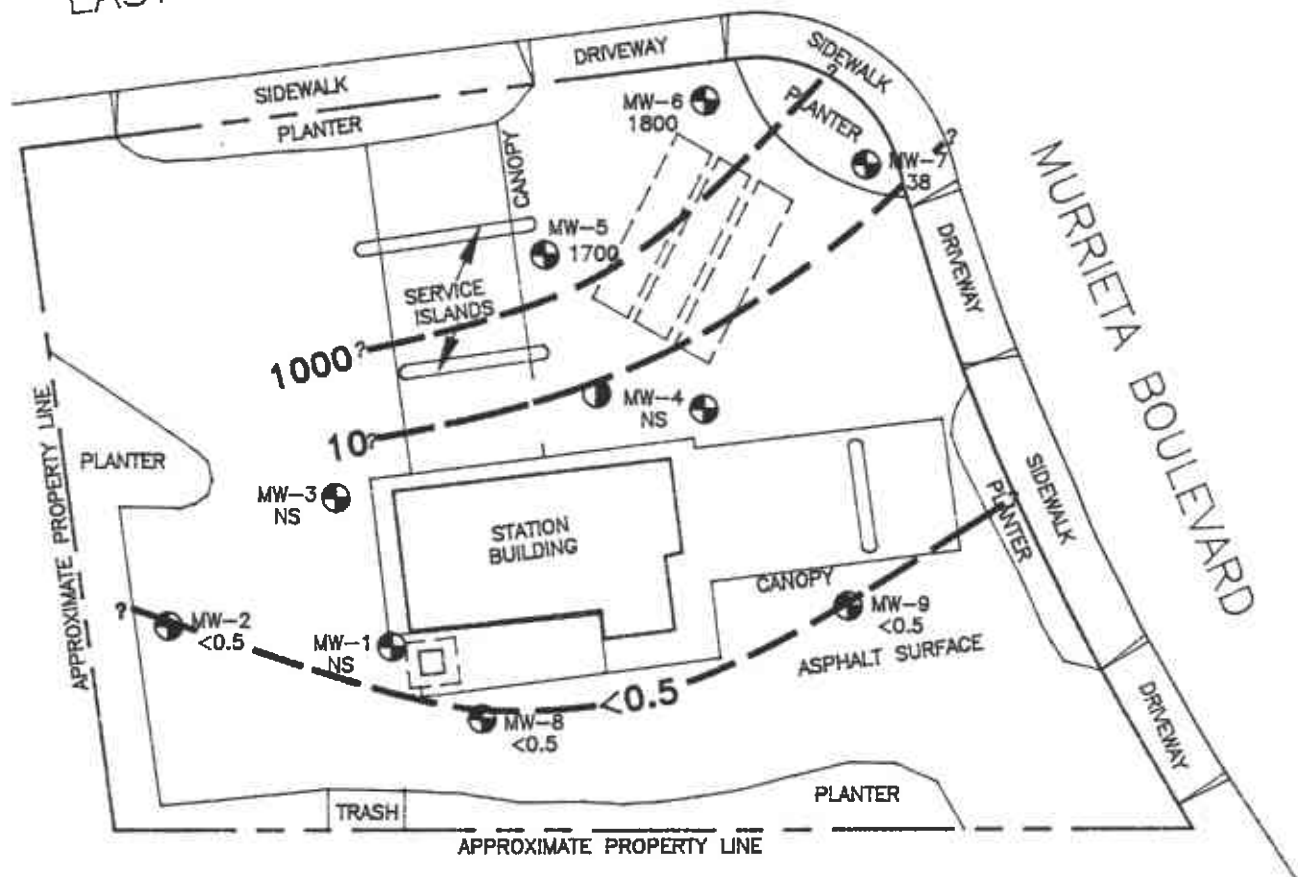 SIDEWALK
DRIVEWAY
SIDEWALK
PLANTER
PLANTER
CANOPY
MW-6
1800
?
?
MW-7
38
MURRIETA BOULEVARD
MW-5
1700
SERVICE
ISLANDS
DRIVEWAY
1000?
10?
MW-4
NS
APPROXIMATE PROPERTY LINE
PLANTER
MW-3
NS
STATION
BUILDING
SIDEWALK
PLANTER
?
CANOPY
?
MW-2
<0.5
MW-1
NS
MW-9
<0.5
ASPHALT SURFACE
<0.5
MW-8
<0.5
DRIVEWAY
PLANTER
TRASH
APPROXIMATE PROPERTY LINE